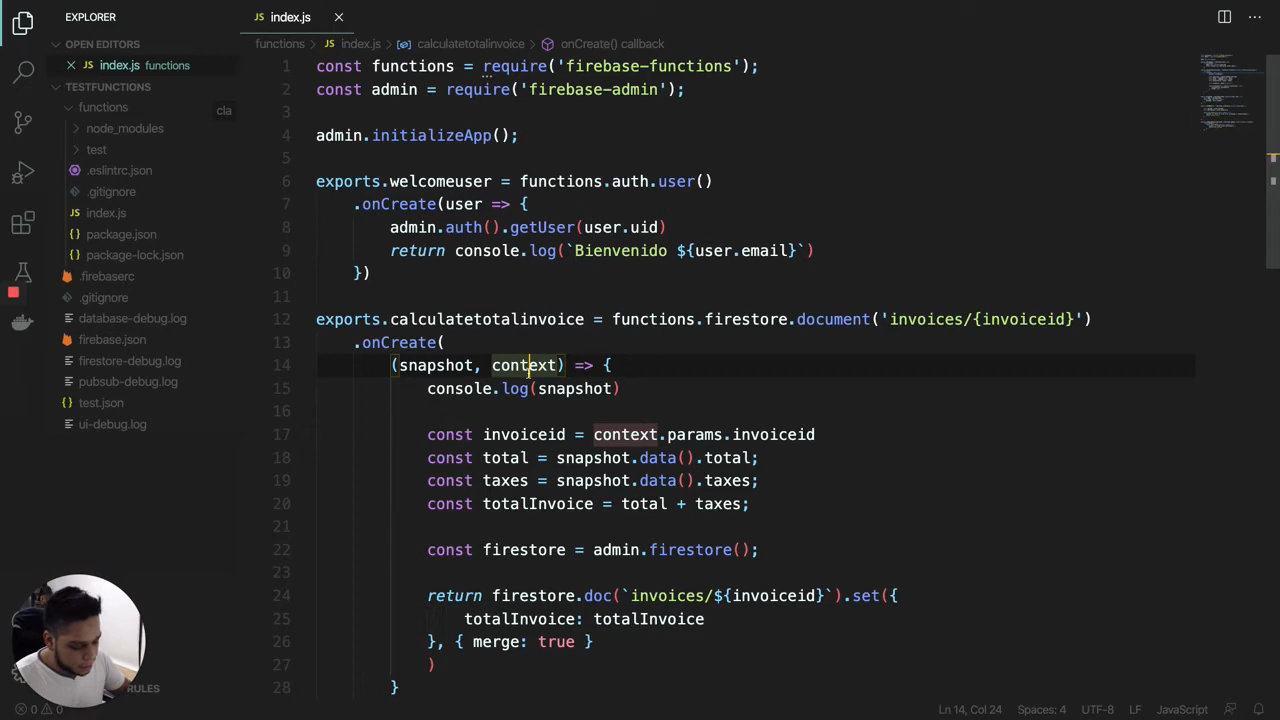 EXPLORER
OPEN EDITORS
index.js functions
TESTFUNCTIONS
functions
cla
node_modules
test
.eslintrc.json
.gitignore
index.js
package.json
package-lock.json
.firebaserc
.gitignore
database-debug.log
firebase.json
firestore-debug.log
pubsub-debug.log
test.json
ui-debug.log
RULES
JS index.js
functions > JS index.js > calculatetotalinvoice > onCreate() callback
1 const functions = require('firebase-functions');
2 const admin = require('firebase-admin');
3
4 admin.initializeApp();
5
6 exports.welcomeuser = functions.auth.user()
7 .onCreate(user => {
8 admin.auth().getUser(user.uid)
9 return console.log(`Bienvenido ${user.email}`)
10 })
11
12 exports.calculatetotalinvoice = functions.firestore.document('invoices/{invoiceid}')
13 .onCreate(
14 (snapshot, context) => {
15 console.log(snapshot)
16
17 const invoiceid = context.params.invoiceid
18 const total = snapshot.data().total;
19 const taxes = snapshot.data().taxes;
20 const totalInvoice = total + taxes;
21
22 const firestore = admin.firestore();
23
24 return firestore.doc(`invoices/${invoiceid}`).set({
25 totalInvoice: totalInvoice
26 }, { merge: true }
27 )
28 }
0 0
Ln 14, Col 24 Spaces: 4 UTF-8 LF JavaScript